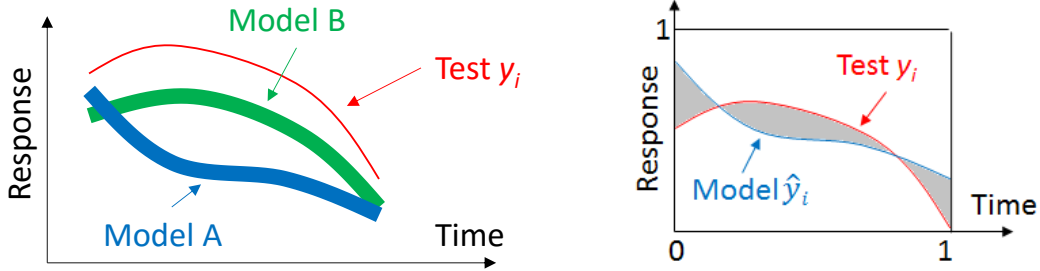 Model B
Test yᵢ
Response
Model A
Time
1
Test yᵢ
Response
Model ŷᵢ
Time
0
1